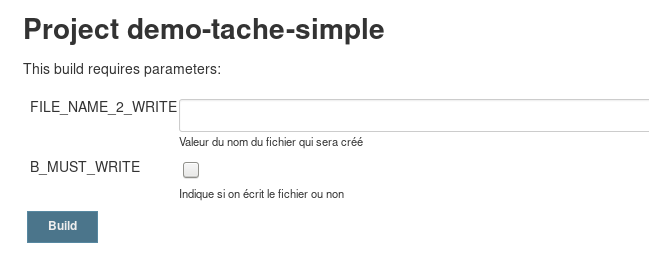 Project demo-tache-simple
This build requires parameters:
FILE_NAME_2_WRITE
Valeur du nom du fichier qui sera créé
B_MUST_WRITE
Indique si on écrit le fichier ou non
Build